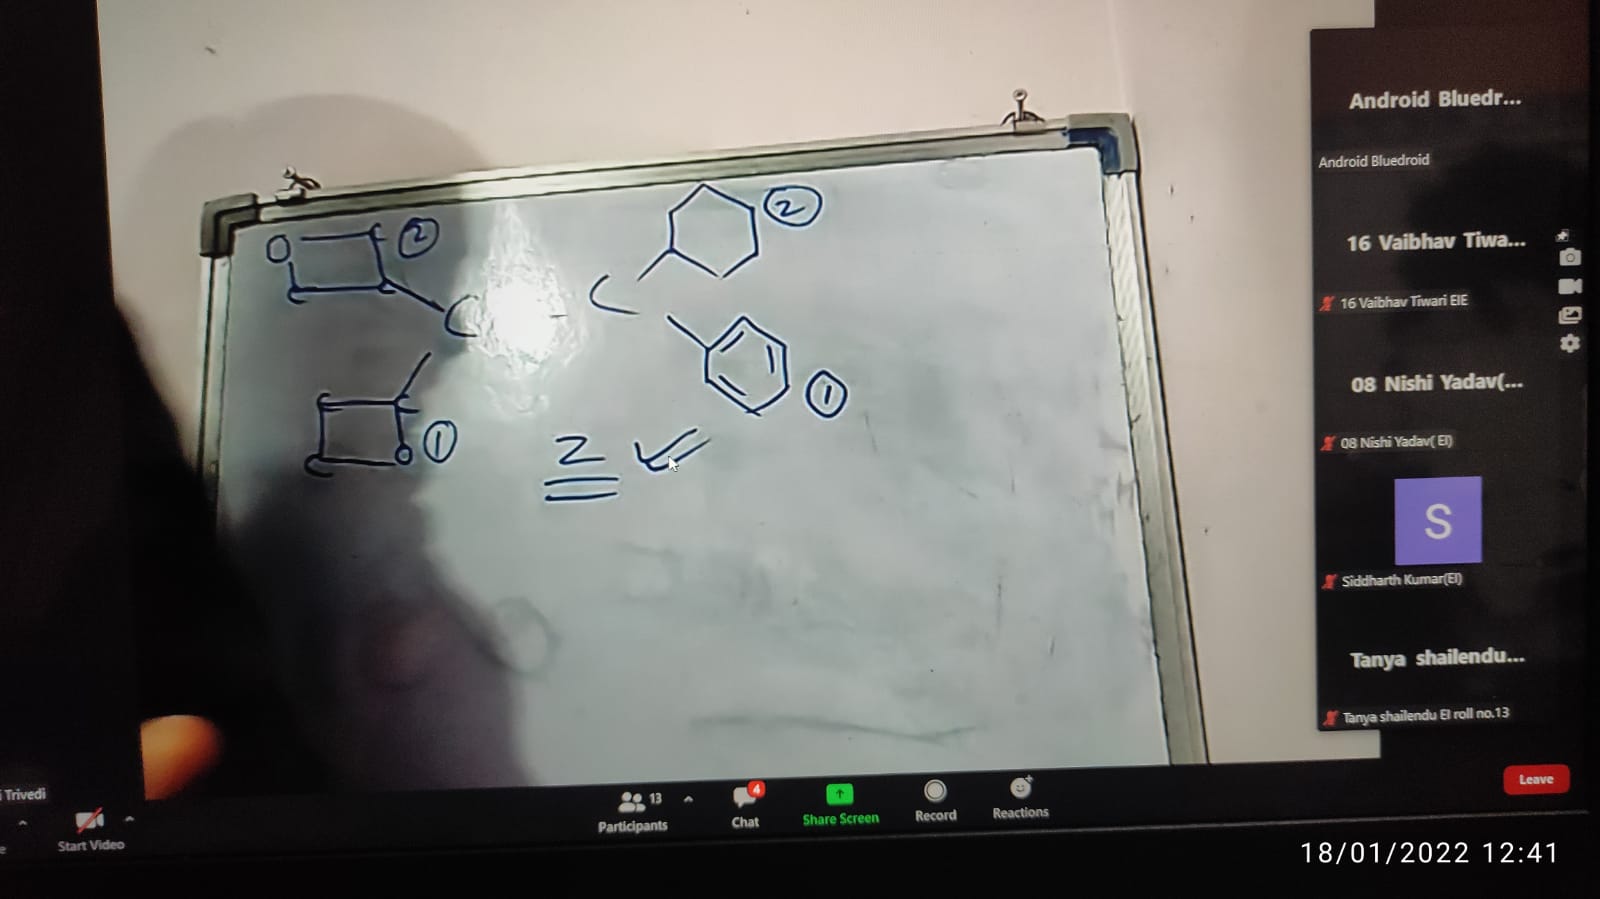 O
2
C
1
2
C
1
2
Android Bluedr...
Android Bluedroid
16 Vaibhav Tiwa...
16 Vaibhav Tiwari EIE
08 Nishi Yadav(...
08 Nishi Yadav( EI)
S
Siddharth Kumar(EI)
Tanya shailendu...
Tanya shailendu EI roll no.13
i Trivedi
Start Video
13
Participants
4
Chat
Share Screen
Record
Reactions
Leave
18/01/2022 12:41